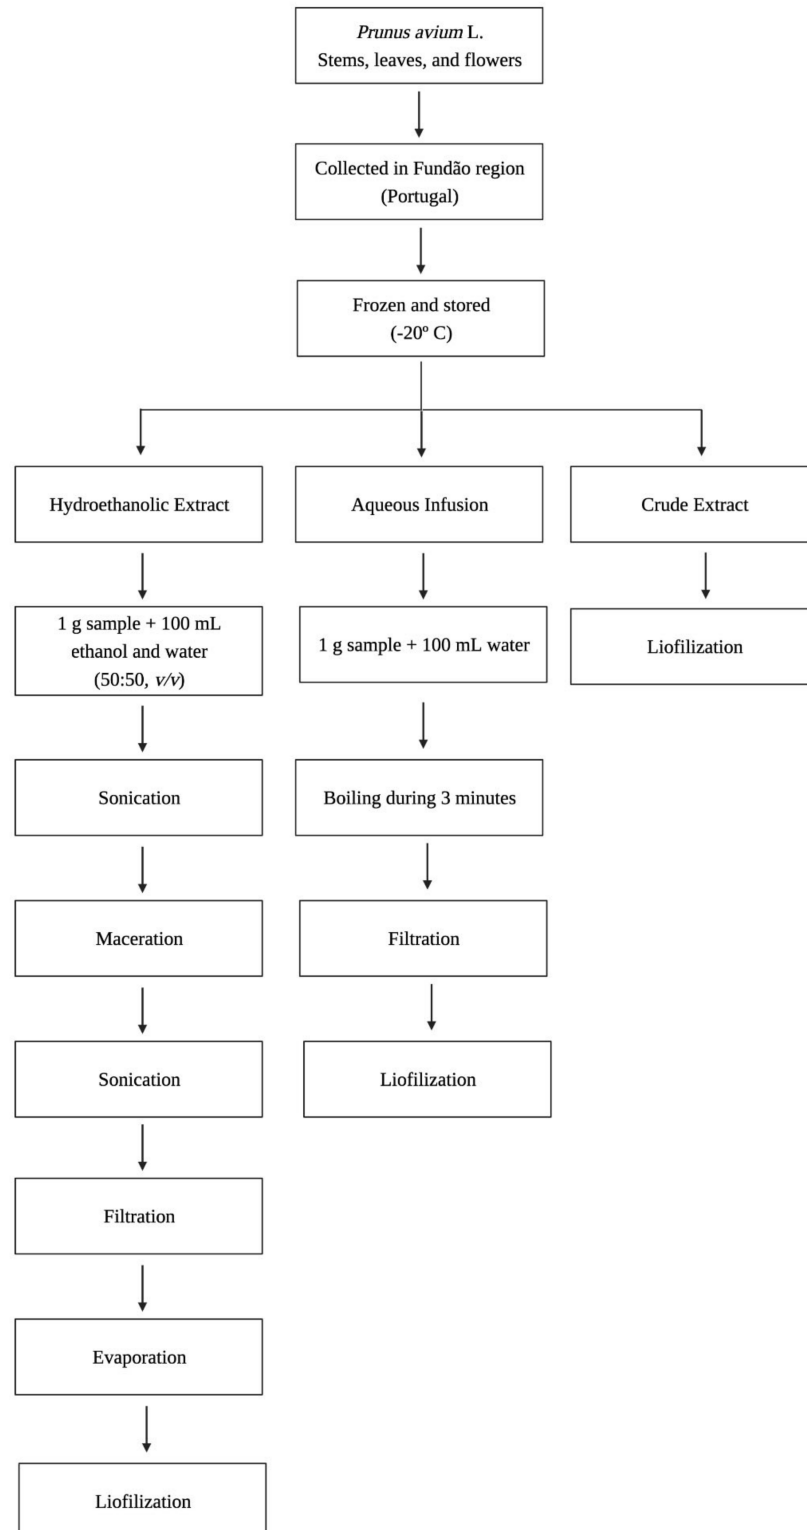 Prunus avium L.
Stems, leaves, and flowers
Collected in Fundão region
(Portugal)
Frozen and stored
(-20º C)
Hydroethanolic Extract
1 g sample + 100 mL
ethanol and water
(50:50, v/v)
Sonication
Maceration
Sonication
Filtration
Evaporation
Liofilization
Aqueous Infusion
1 g sample + 100 mL water
Boiling during 3 minutes
Filtration
Liofilization
Crude Extract
Liofilization